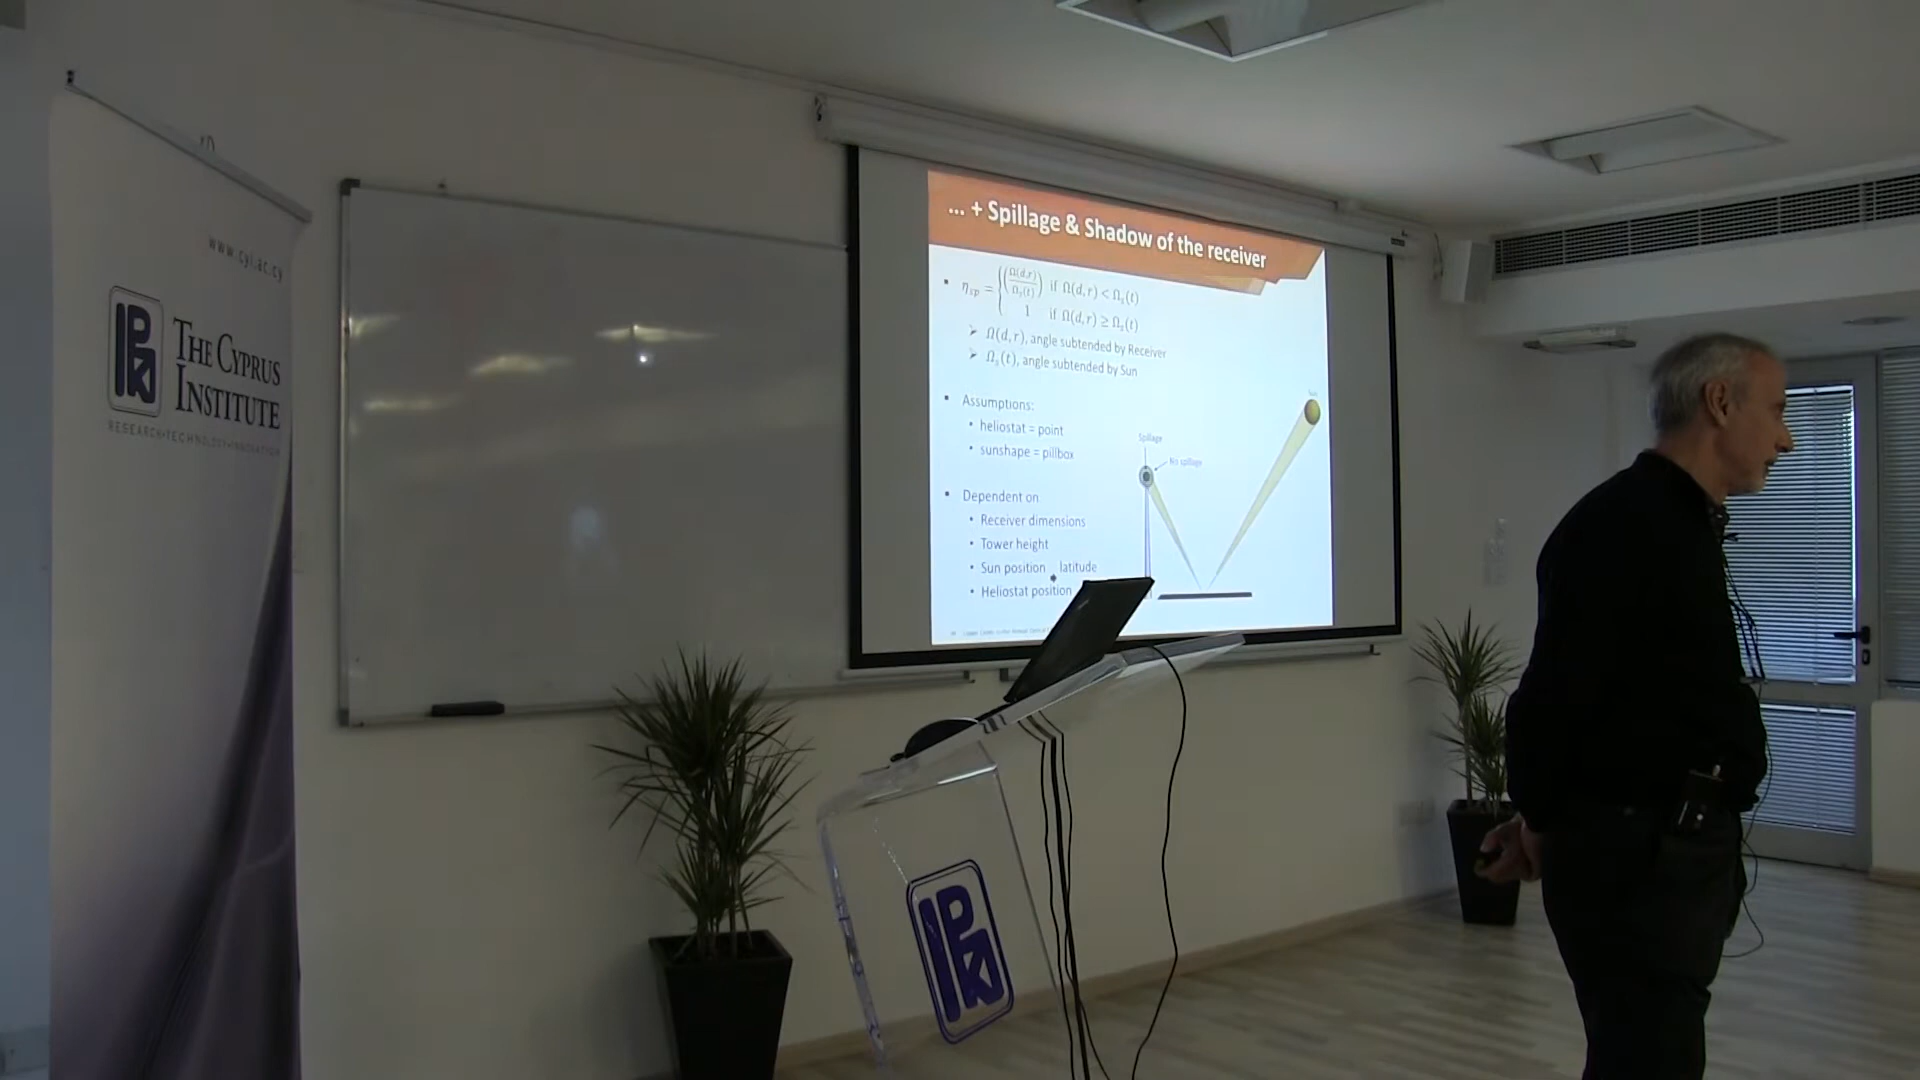 www.cyi.ac.cy
THE CYPRUS
INSTITUTE
RESEARCH•TECHNOLOGY•INNOVATION
... + Spillage & Shadow of the receiver
▪ η_sp = { (Ω(d,r)/Ω_s(t)) if Ω(d,r) < Ω_s(t)
1 if Ω(d,r) ≥ Ω_s(t)
➢ Ω(d,r), angle subtended by Receiver
➢ Ω_s(t), angle subtended by Sun
▪ Assumptions:
• heliostat = point
• sunshape = pillbox
▪ Dependent on
• Receiver dimensions
• Tower height
• Sun position latitude
• Heliostat position
Spillage
No spillage